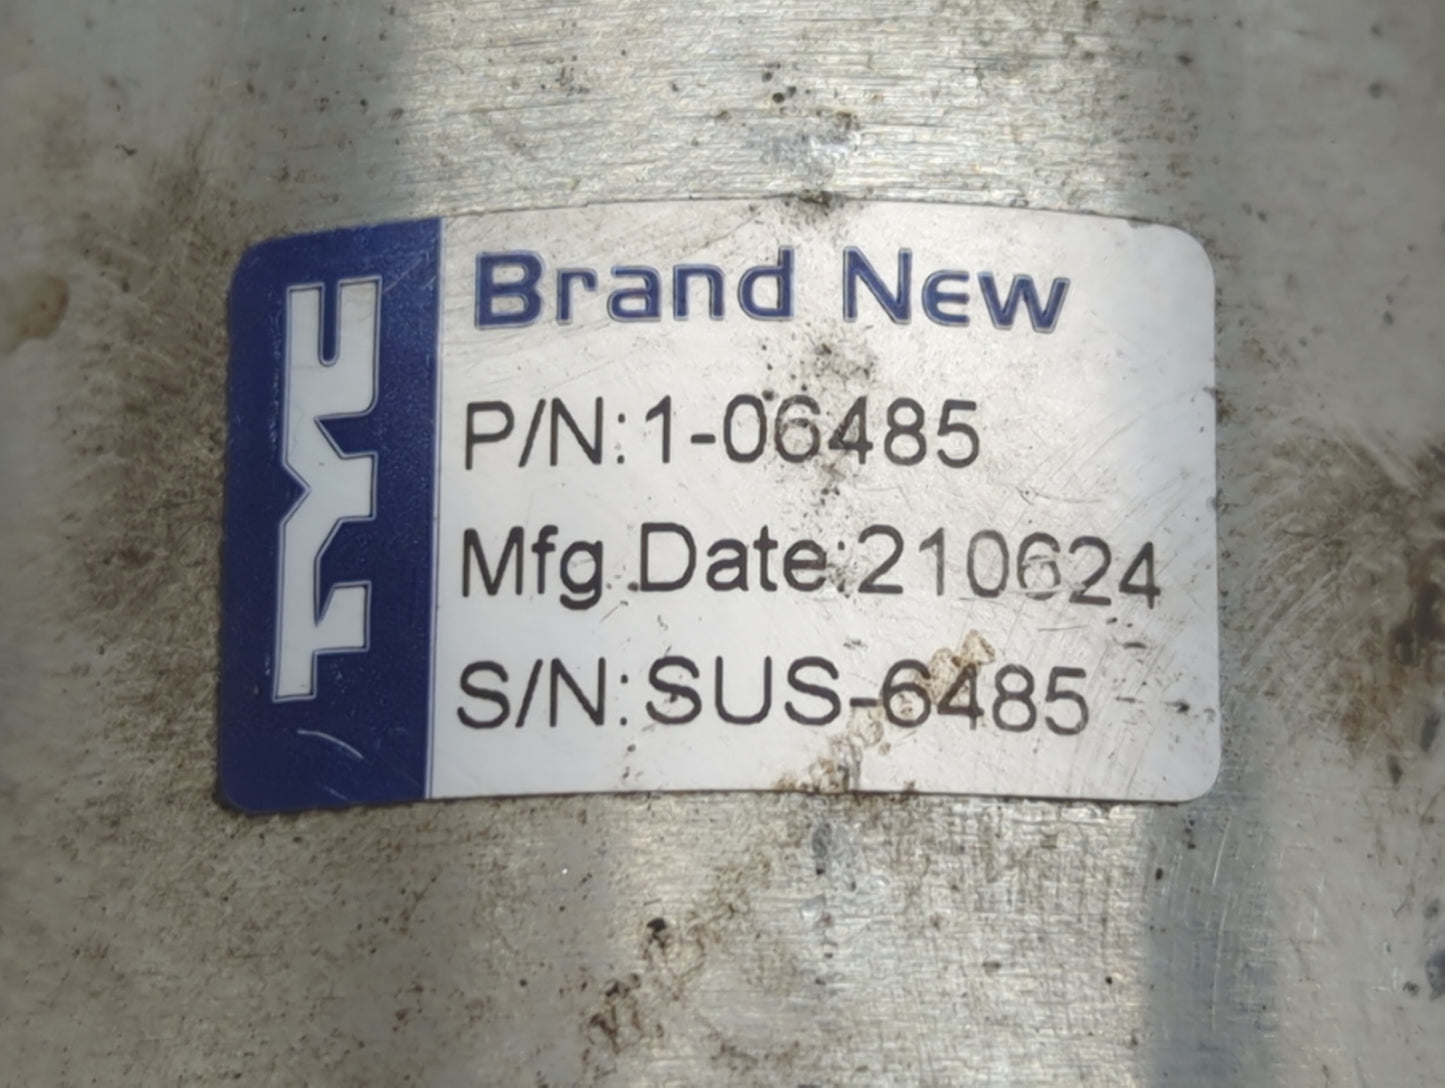 TYC
Brand New
P/N:1-06485
Mfg.Date:210624
S/N:SUS-6485